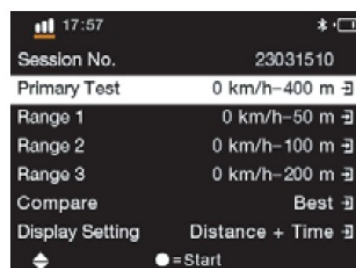 17:57
Session No. 23031510
Primary Test 0 km/h–400 m
Range 1 0 km/h–50 m
Range 2 0 km/h–100 m
Range 3 0 km/h–200 m
Compare Best
Display Setting Distance + Time
=Start